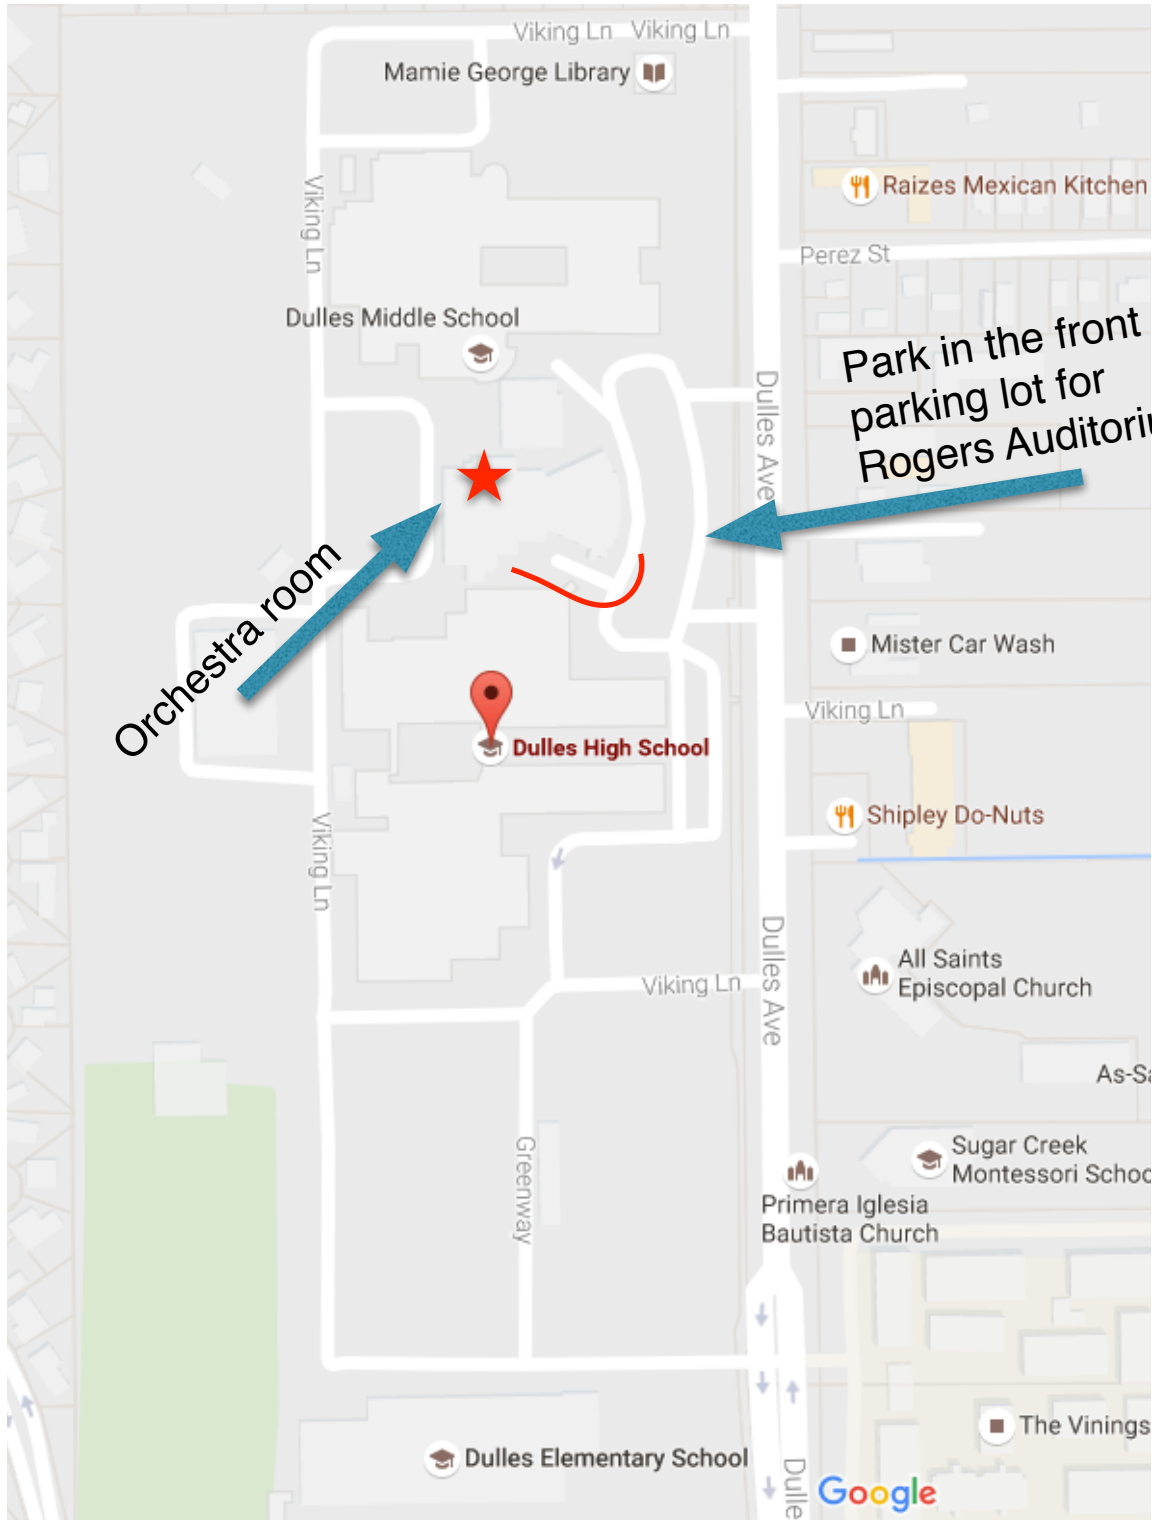 Viking Ln
Viking Ln
Mamie George Library
Viking Ln
Raizes Mexican Kitchen
Perez St
Dulles Middle School
Dulles Ave
Park in the front
parking lot for
Rogers Auditoriu
Orchestra room
Mister Car Wash
Viking Ln
Dulles High School
Shipley Do-Nuts
Viking Ln
Dulles Ave
All Saints
Episcopal Church
Viking Ln
As-Sa
Greenway
Sugar Creek
Montessori Schoo
Primera Iglesia
Bautista Church
The Vinings
Dulles Elementary School
Dulle
Google